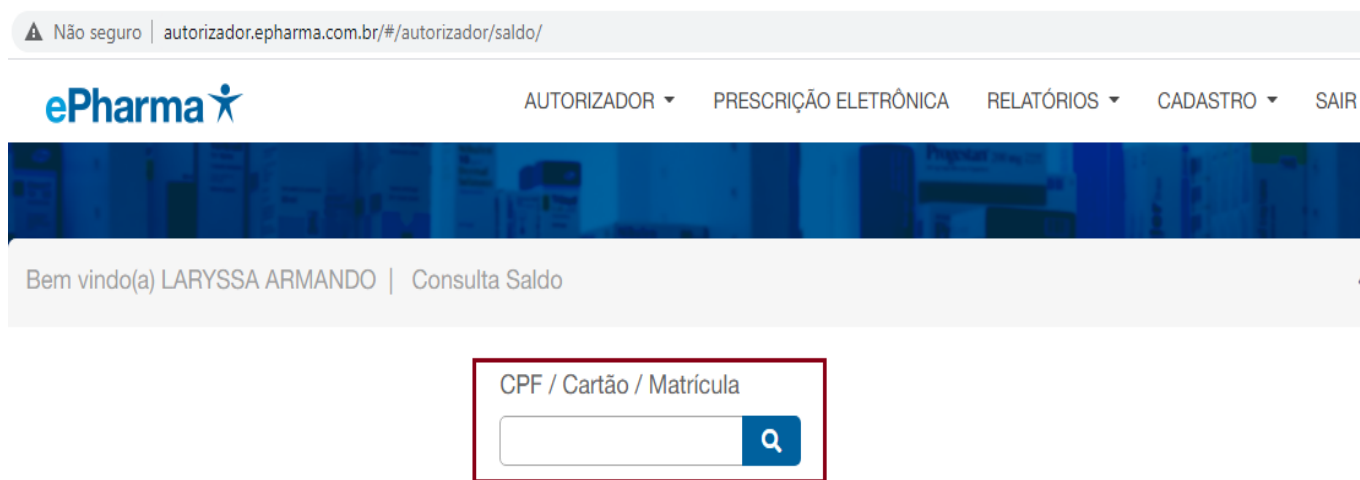 Não seguro | autorizador.epharma.com.br/#/autorizador/saldo/
ePharma AUTORIZADOR PRESCRIÇÃO ELETRÔNICA RELATÓRIOS CADASTRO SAIR
Bem vindo(a) LARYSSA ARMANDO | Consulta Saldo
CPF / Cartão / Matrícula